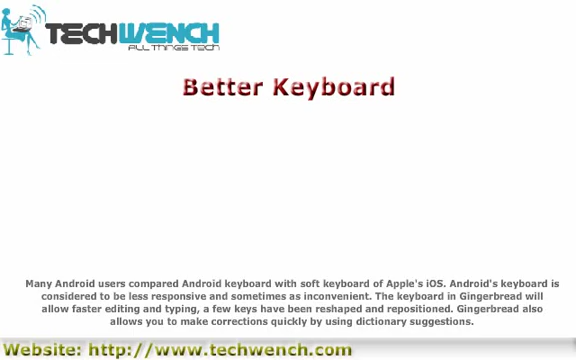 TECHWENCH
ALL THINGS TECH
Better Keyboard
Many Android users compared Android keyboard with soft keyboard of Apple's iOS. Android's keyboard is
considered to be less responsive and sometimes as inconvenient. The keyboard in Gingerbread will
allow faster editing and typing, a few keys have been reshaped and repositioned. Gingerbread also
allows you to make corrections quickly by using dictionary suggestions.
Website: http://www.techwench.com